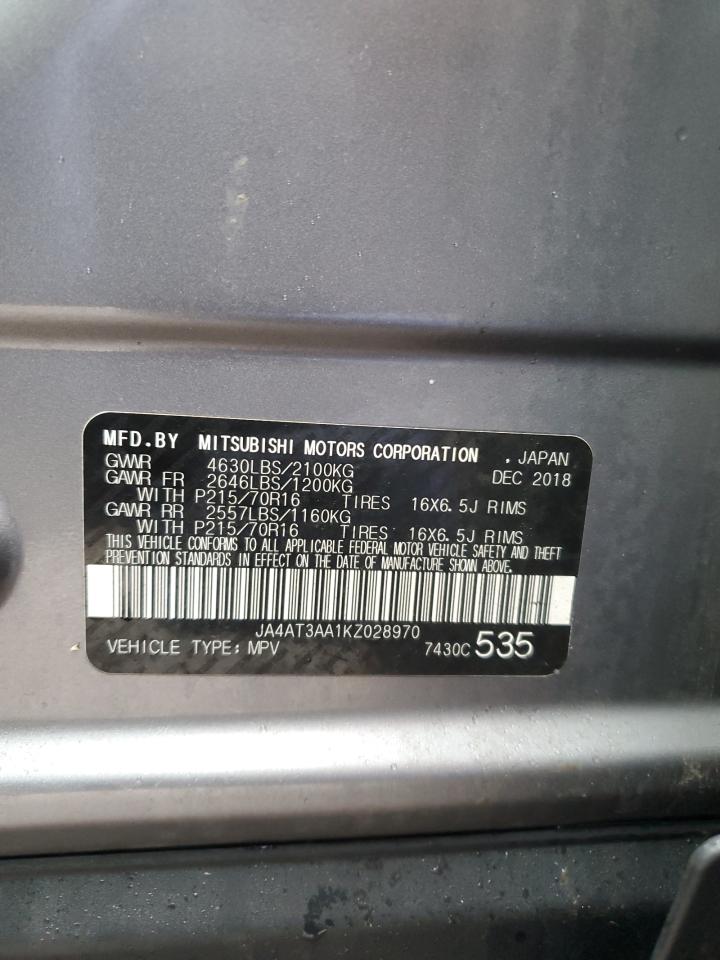 MFD.BY MITSUBISHI MOTORS CORPORATION . JAPAN
GVWR 4630LBS/2100KG DEC 2018
GAWR FR 2646LBS/1200KG
WITH P215/70R16 TIRES 16X6.5J RIMS
GAWR RR 2557LBS/1160KG
WITH P215/70R16 TIRES 16X6.5J RIMS
THIS VEHICLE CONFORMS TO ALL APPLICABLE FEDERAL MOTOR VEHICLE SAFETY AND THEFT
PREVENTION STANDARDS IN EFFECT ON THE DATE OF MANUFACTURE SHOWN ABOVE.
JA4AT3AA1KZ028970
VEHICLE TYPE: MPV 7430C 535